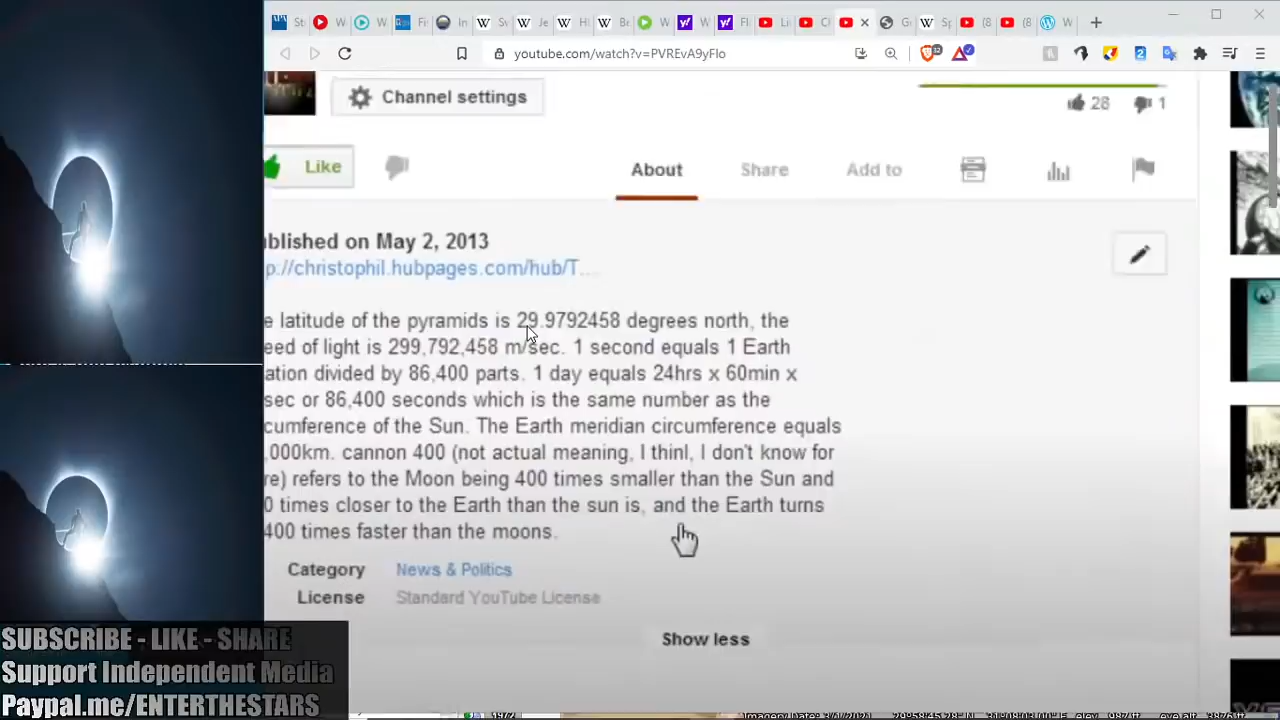 youtube.com/watch?v=PVREvA9yFIo
Channel settings
28
1
Like
About
Share
Add to
blished on May 2, 2013
p://christophil.hubpages.com/hub/T...
e latitude of the pyramids is 29.9792458 degrees north, the
eed of light is 299,792,458 m/sec. 1 second equals 1 Earth
ation divided by 86,400 parts. 1 day equals 24hrs x 60min x
sec or 86,400 seconds which is the same number as the
cumference of the Sun. The Earth meridian circumference equals
,000km. cannon 400 (not actual meaning, I thinl, I don't know for
re) refers to the Moon being 400 times smaller than the Sun and
0 times closer to the Earth than the sun is, and the Earth turns
400 times faster than the moons.
Category News & Politics
License Standard YouTube License
Show less
SUBSCRIBE - LIKE - SHARE
Support Independent Media
Paypal.me/ENTERTHESTARS